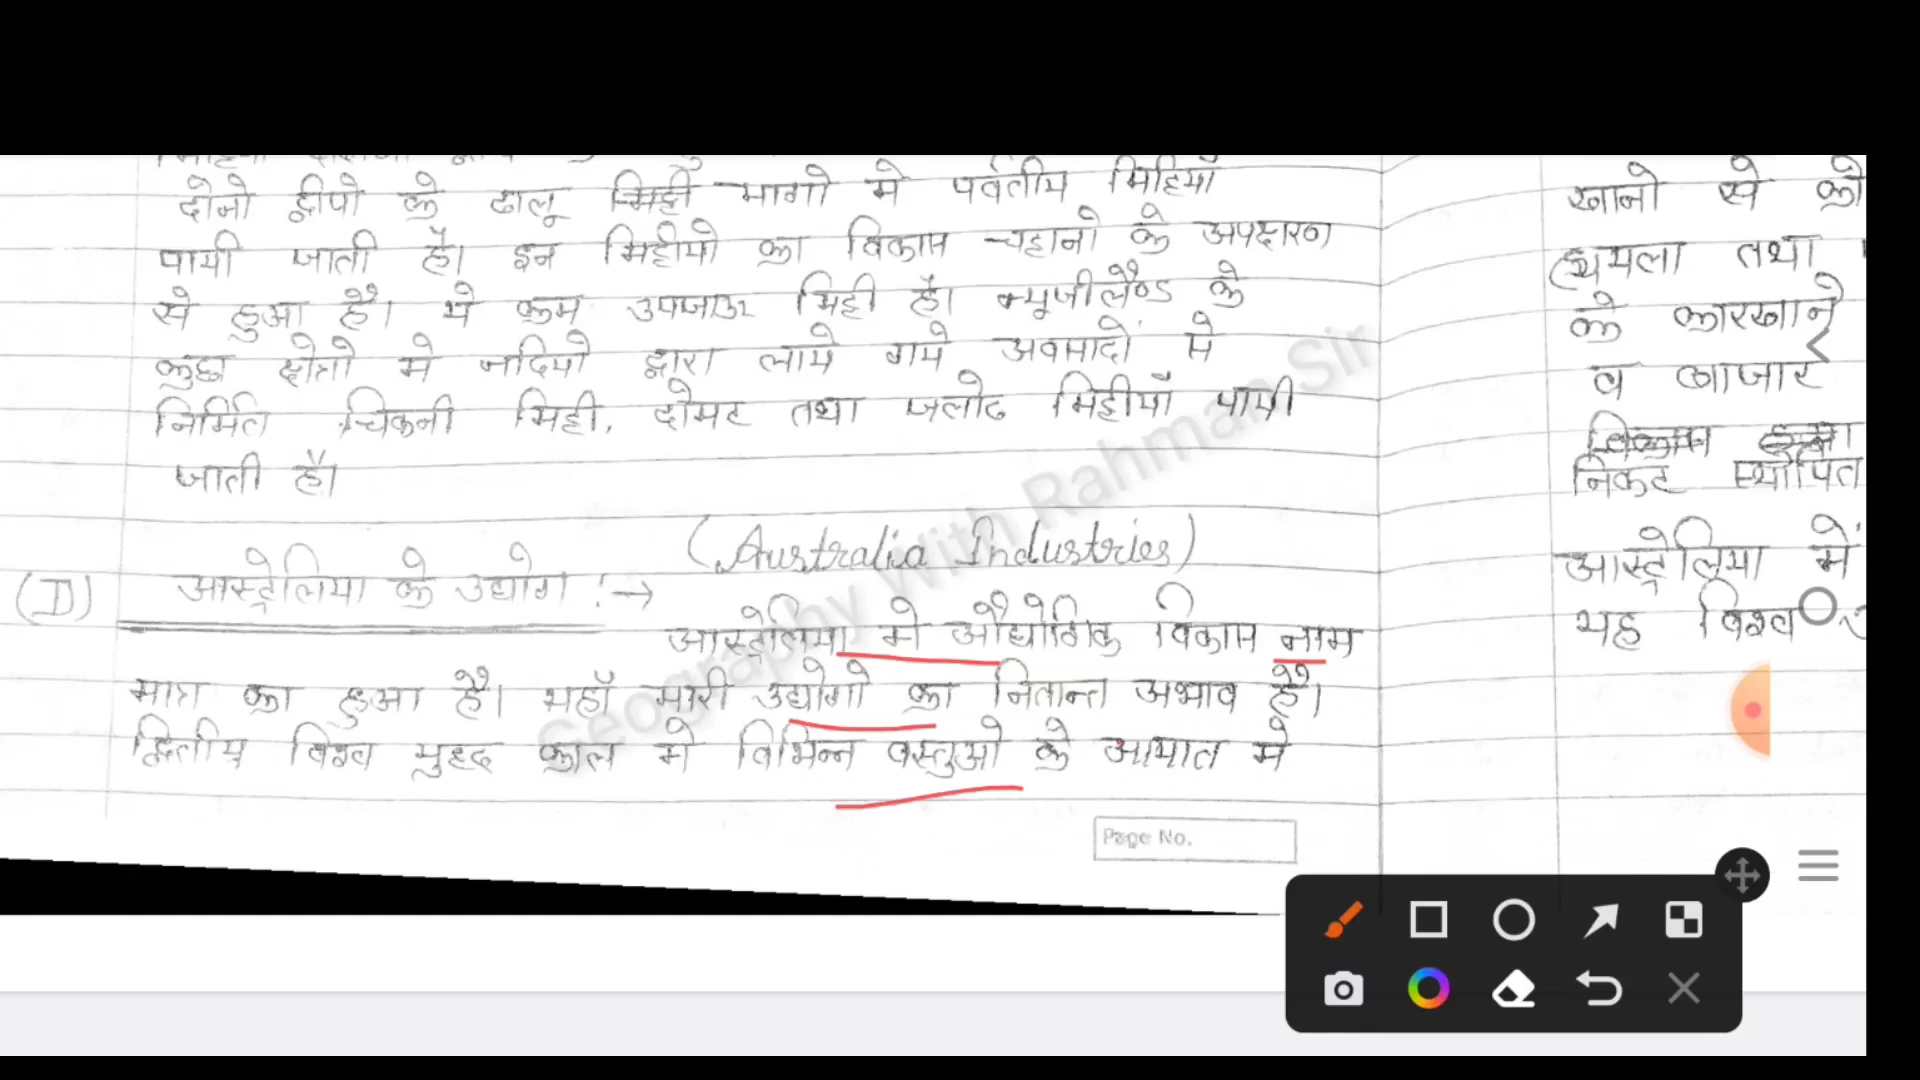 दोनो द्वीपो के ढालू मिट्टी भागो मे पर्वतीय मिट्टियाँ
पायी जाती है। इन मिट्टीयो का विकास चट्टानो के अपक्षरण
से हुआ है। ये कम उपजाऊ मिट्टी है। न्यूजीलैण्ड के
कुछ क्षेत्रो मे नदियो द्वारा लाये गये अवसादों मे
निर्मित चिकनी मिट्टी, दोमट तथा जलोढ मिट्टीयाँ पायी
जाती है।
(Australia Industries)
(D) आस्ट्रेलिया के उद्योग :→
आस्ट्रेलिया मे औद्योगिक विकास नाम
मात्र का हुआ है। यहाँ भारी उद्योगो का नितान्त अभाव है।
द्वितीय विश्व युध्द काल मे विभिन्न वस्तुओ के आयात मे
Page No.
खानो से को
तथा
के कारखाने
व बाजार
निकट स्थापित
आस्ट्रेलिया में
यह विश्व
Geography With Rahman Sir